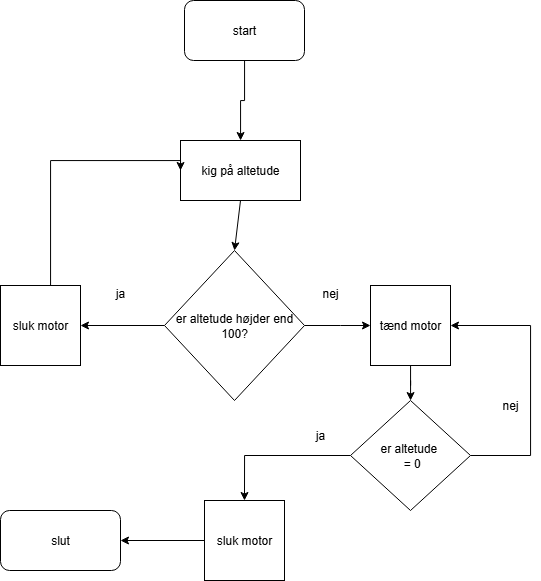 start
kig på altetude
ja
nej
sluk motor
er altetude højder end
100?
tænd motor
nej
ja
er altetude
= 0
slut
sluk motor